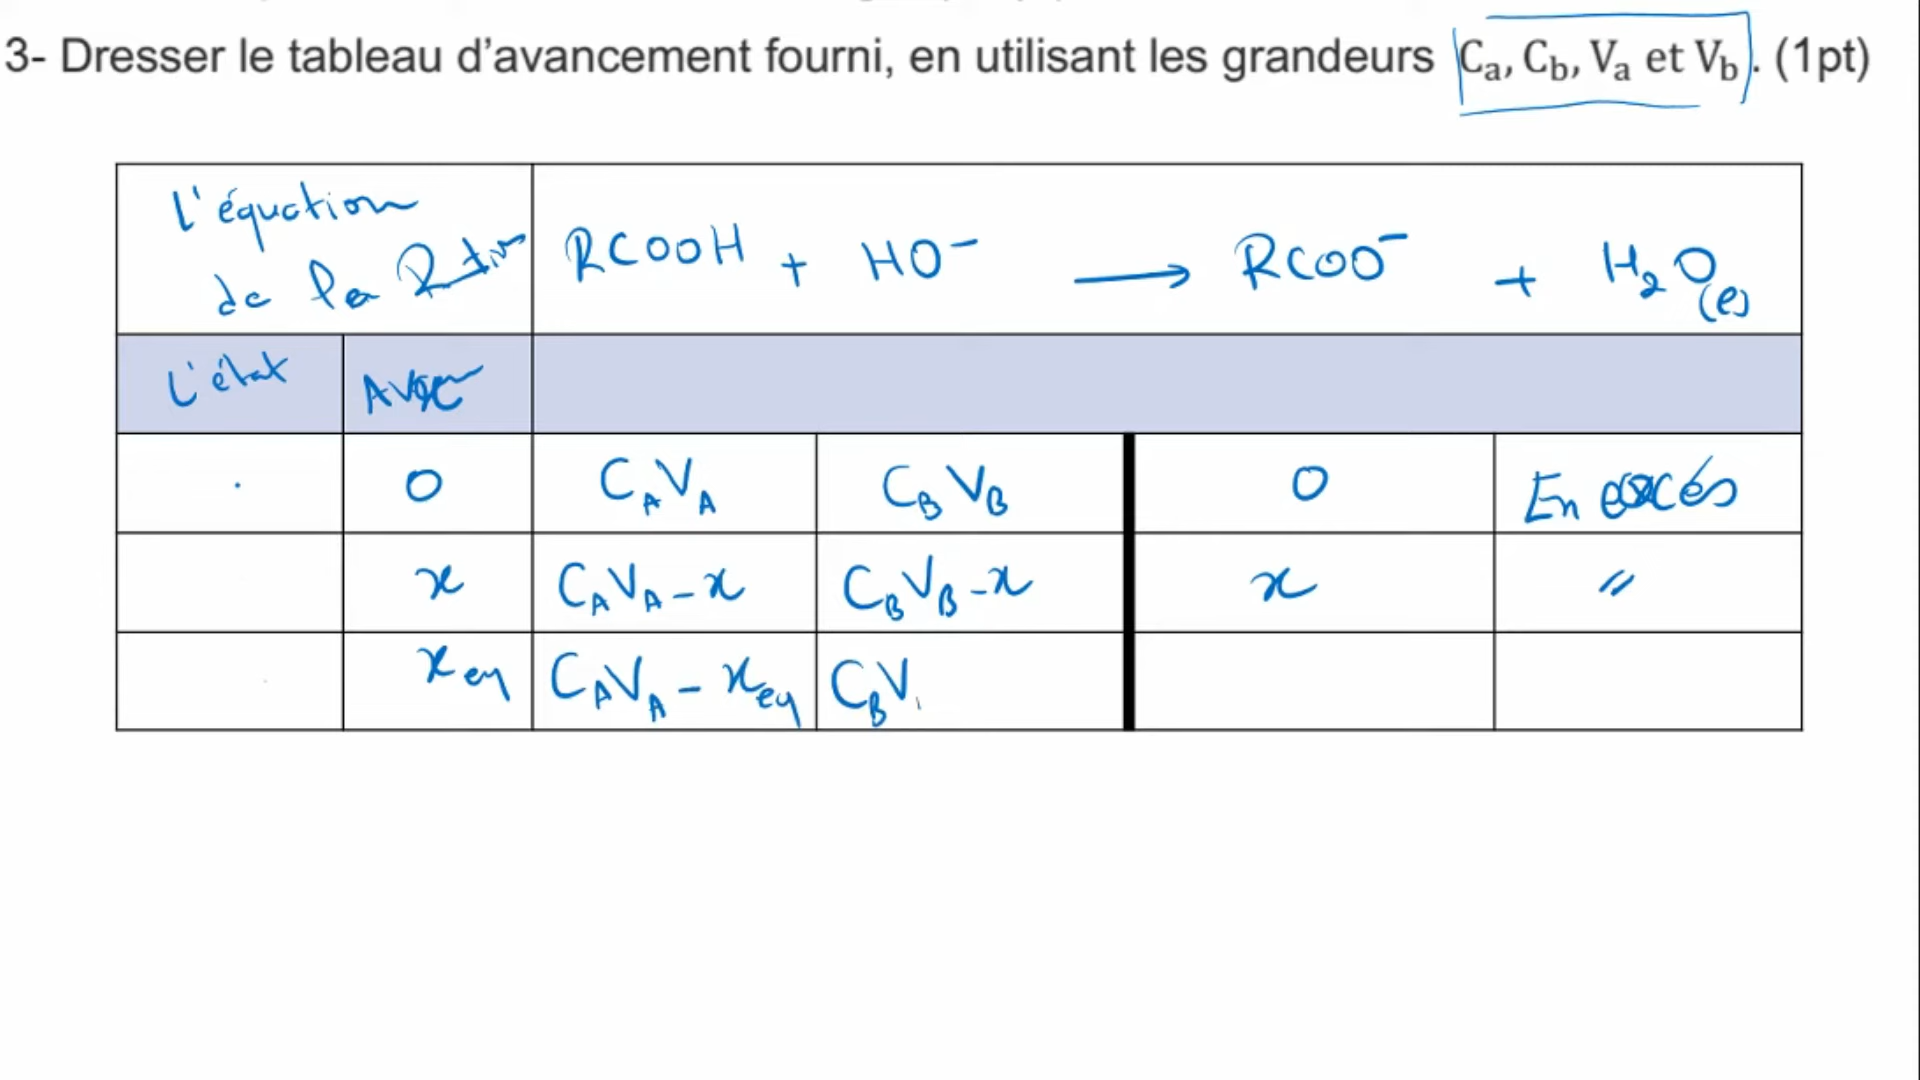 3- Dresser le tableau d'avancement fourni, en utilisant les grandeurs Ca, Cb, Va et Vb. (1pt)
L'équation
de la Rtion
RCOOH + HO⁻ → RCOO⁻ + H₂O(l)
L'état Avac
0 CAVA CBVB 0 En excés
x CAVA-x CBVB-x x "
xeq CAVA-xeq CBV